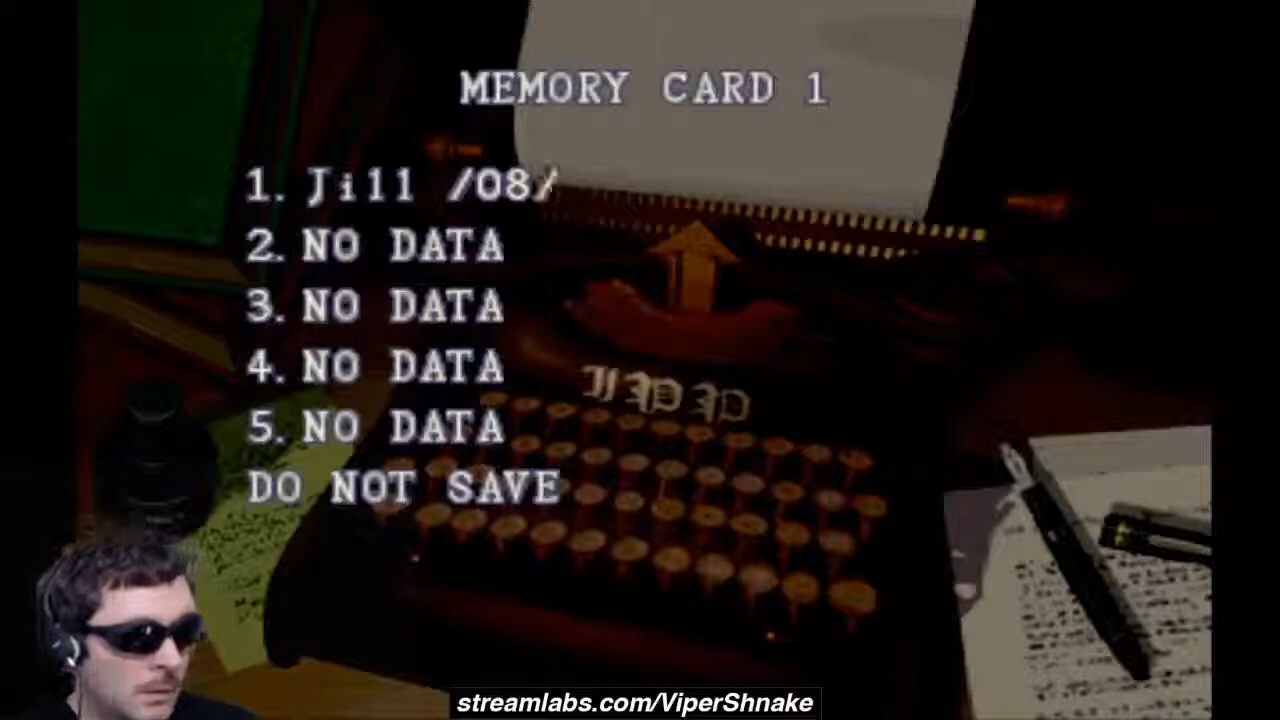 MEMORY CARD 1
1. Jill /08/
2. NO DATA
3. NO DATA
4. NO DATA
5. NO DATA
DO NOT SAVE
streamlabs.com/ViperShnake